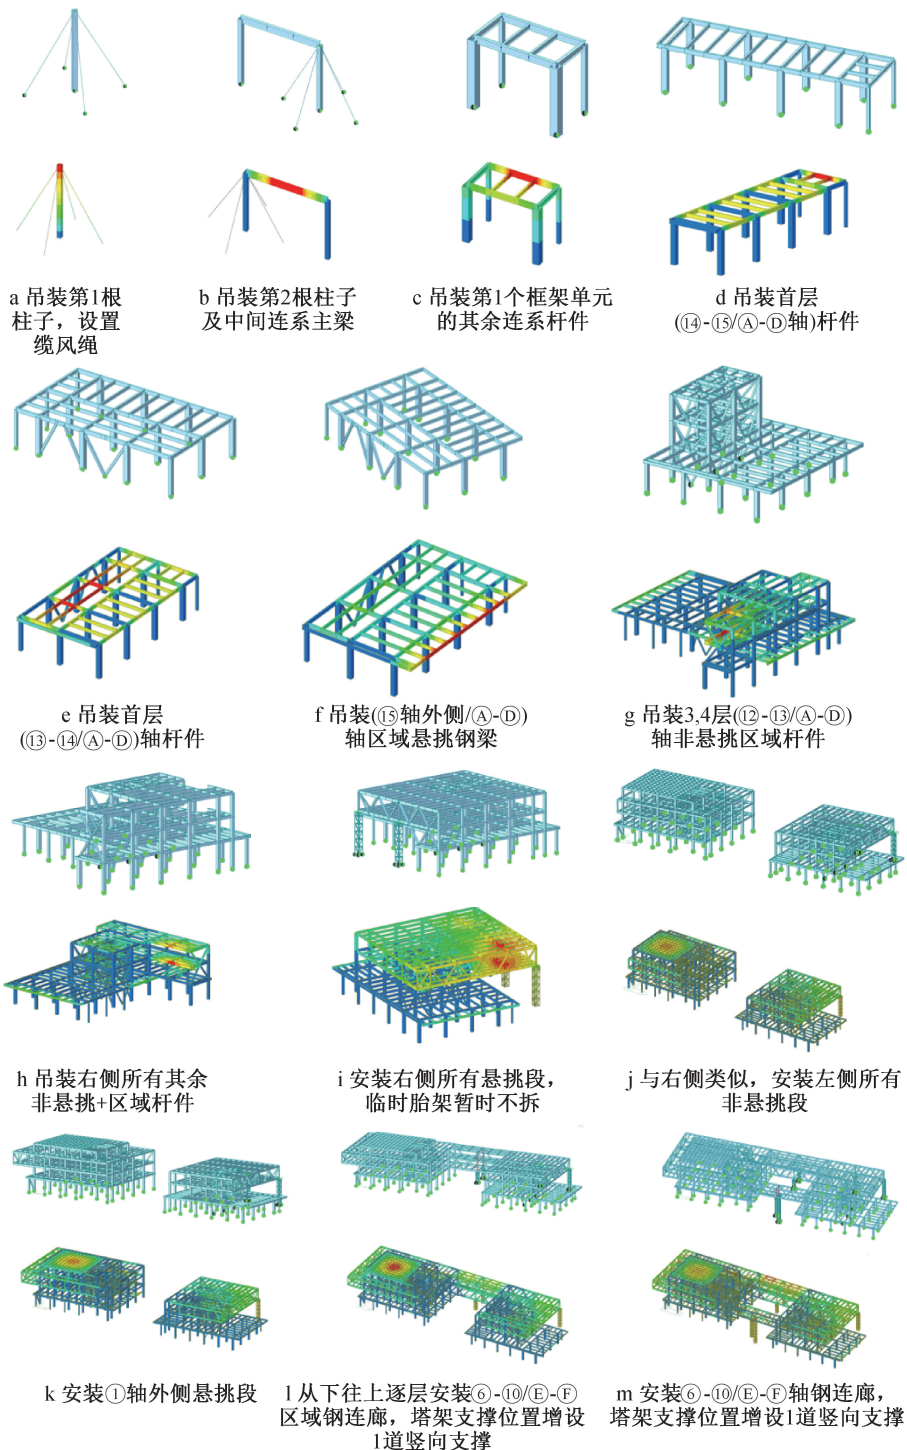 a 吊装第1根
柱子，设置
缆风绳
b 吊装第2根柱子
及中间连系主梁
c 吊装第1个框架单元
的其余连系杆件
d 吊装首层
(⑭-⑮/Ⓐ-Ⓓ轴)杆件
e 吊装首层
(⑬-⑭/Ⓐ-Ⓓ)轴杆件
f 吊装(⑮轴外侧/Ⓐ-Ⓓ)
轴区域悬挑钢梁
g 吊装3,4层(⑫-⑬/Ⓐ-Ⓓ)
轴非悬挑区域杆件
h 吊装右侧所有其余
非悬挑+区域杆件
i 安装右侧所有悬挑段，
临时胎架暂时不拆
j 与右侧类似，安装左侧所有
非悬挑段
k 安装①轴外侧悬挑段
l 从下往上逐层安装⑥-⑩/Ⓔ-Ⓕ
区域钢连廊，塔架支撑位置增设
1道竖向支撑
m 安装⑥-⑩/Ⓔ-Ⓕ轴钢连廊，
塔架支撑位置增设1道竖向支撑